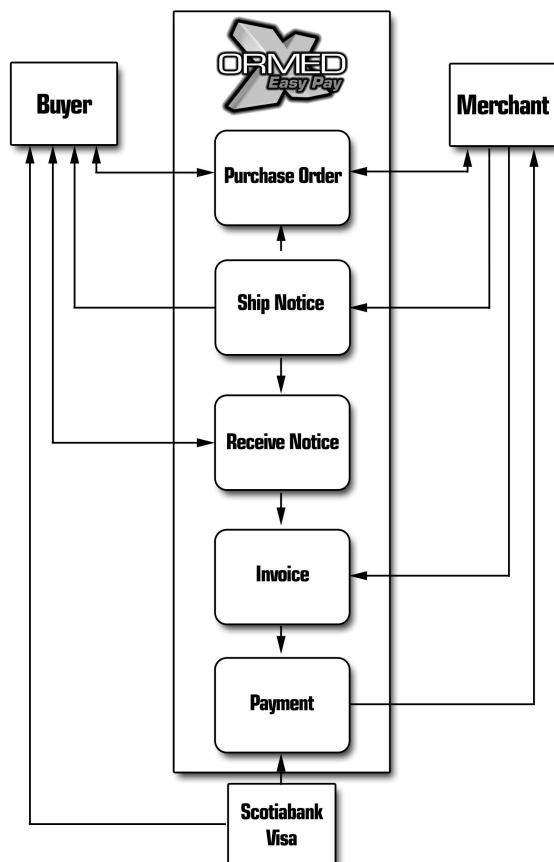 X
ORMED
Easy Pay
Buyer
Merchant
Purchase Order
Ship Notice
Receive Notice
Invoice
Payment
Scotiabank
Visa